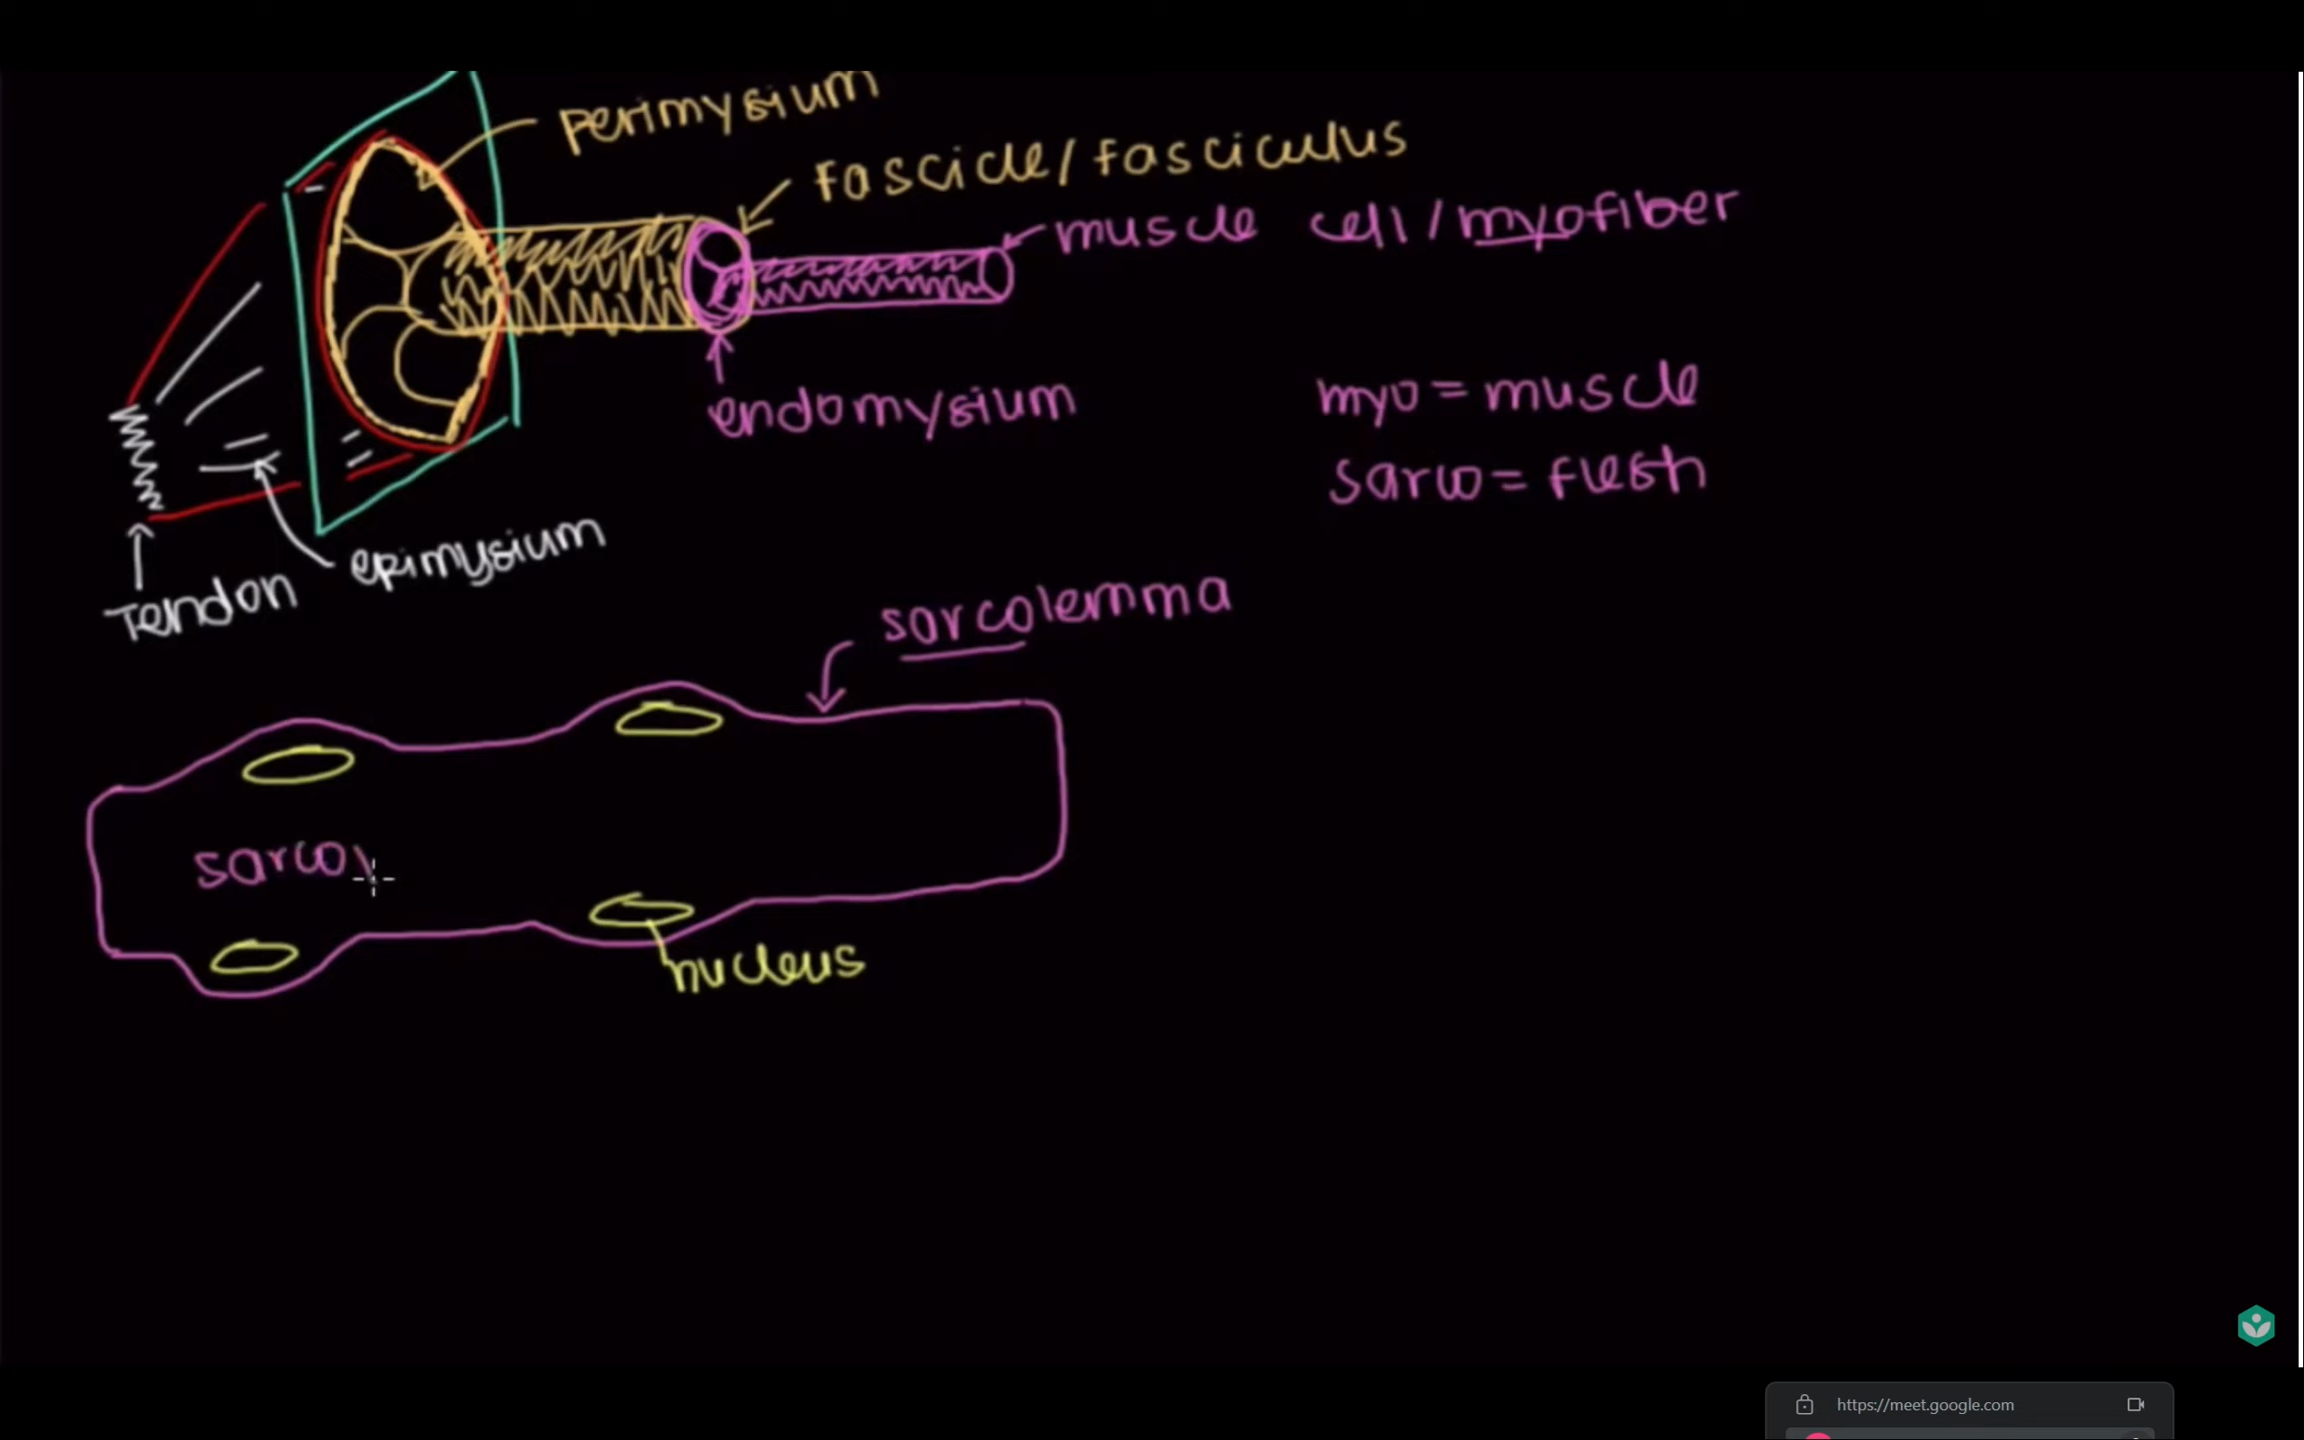 perimysium
fascicle/fasciculus
muscle cell/myofiber
endomysium
myo = muscle
sarco = flesh
epimysium
Tendon
sarcolemma
sarco
nucleus
https://meet.google.com